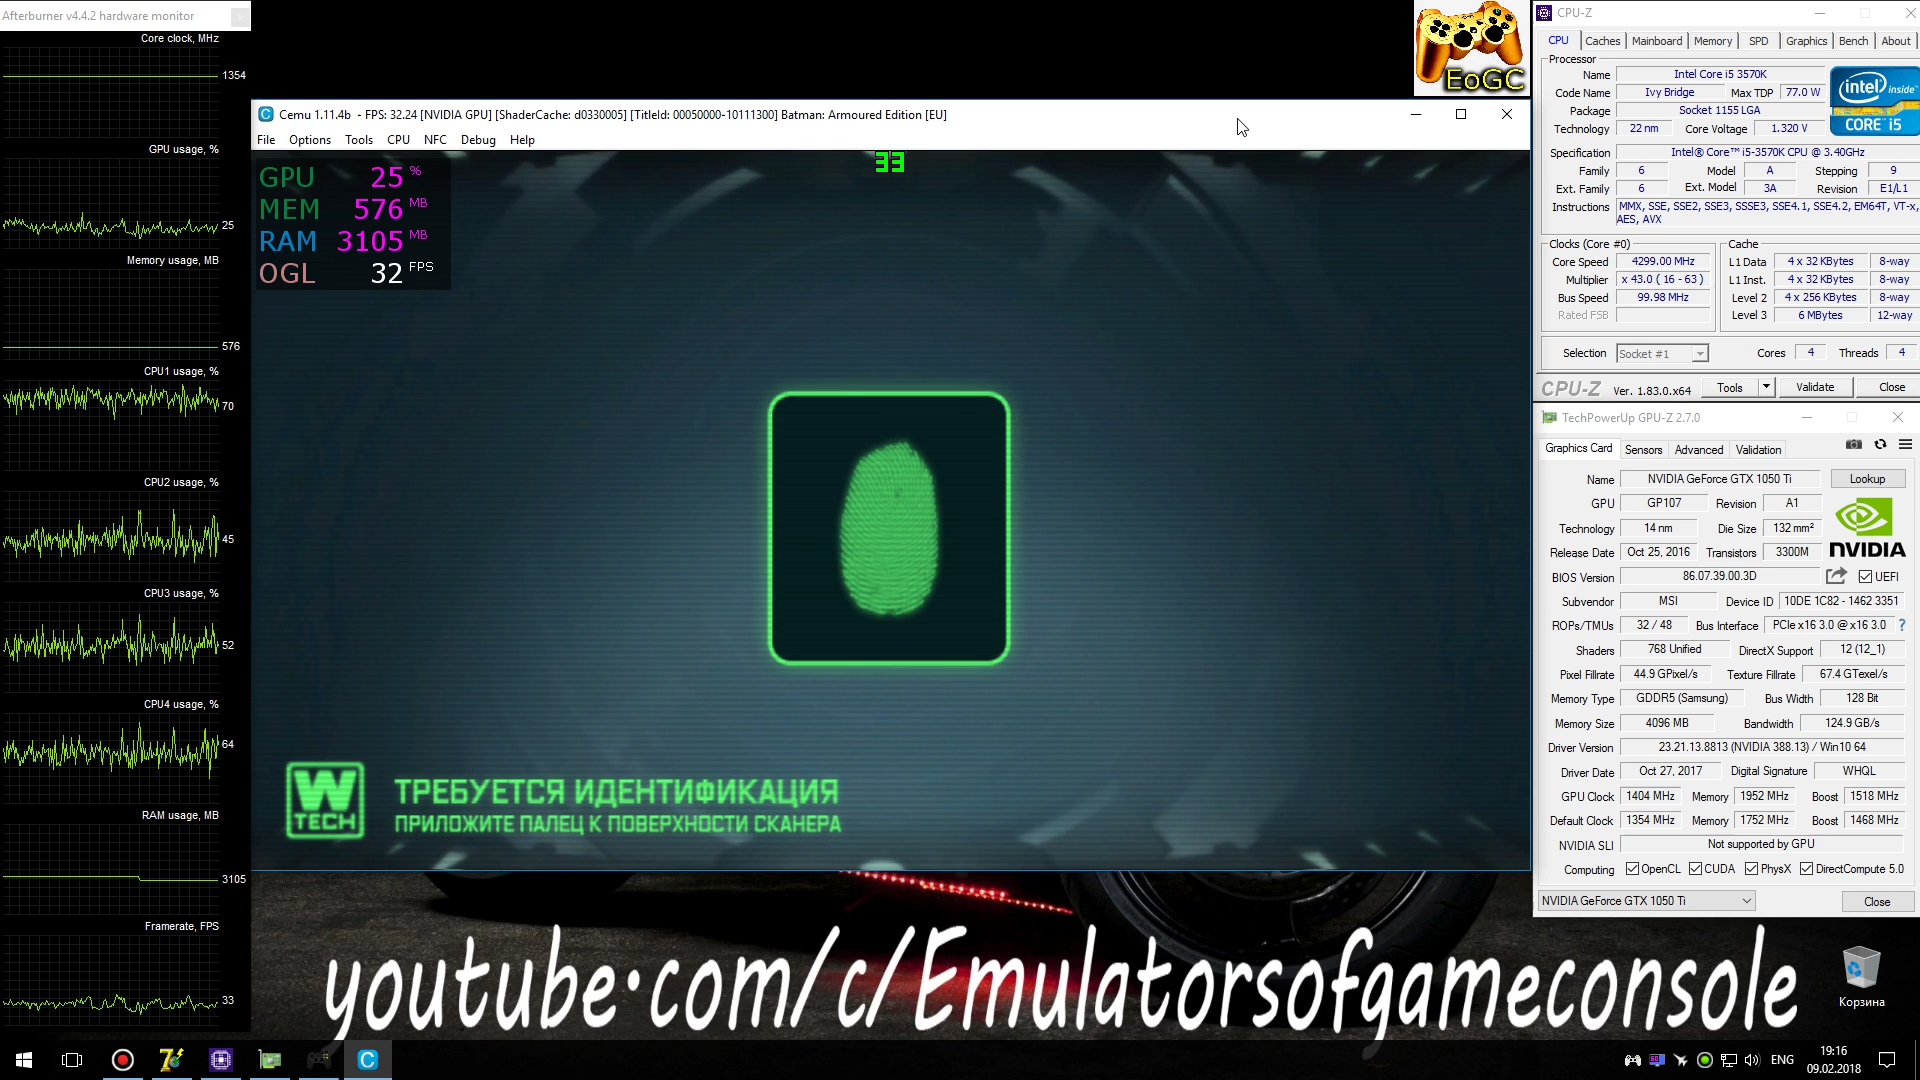 Afterburner v4.4.2 hardware monitor
Core clock, MHz
1354
GPU usage, %
25
Memory usage, MB
576
CPU1 usage, %
70
CPU2 usage, %
45
CPU3 usage, %
52
CPU4 usage, %
64
RAM usage, MB
3105
Framerate, FPS
33
EoGC
Cemu 1.11.4b - FPS: 32.24 [NVIDIA GPU] [ShaderCache: d0330005] [TitleId: 00050000-10111300] Batman: Armoured Edition [EU]
File Options Tools CPU NFC Debug Help
33
GPU 25 %
MEM 576 MB
RAM 3105 MB
OGL 32 FPS
W
TECH
ТРЕБУЕТСЯ ИДЕНТИФИКАЦИЯ
ПРИЛОЖИТЕ ПАЛЕЦ К ПОВЕРХНОСТИ СКАНЕРА
CPU-Z
CPU Caches Mainboard Memory SPD Graphics Bench About
Processor
Name Intel Core i5 3570K
Code Name Ivy Bridge Max TDP 77.0 W
Package Socket 1155 LGA
Technology 22 nm Core Voltage 1.320 V
intel inside™
CORE i5
Specification Intel® Core™ i5-3570K CPU @ 3.40GHz
Family 6 Model A Stepping 9
Ext. Family 6 Ext. Model 3A Revision E1/L1
Instructions MMX, SSE, SSE2, SSE3, SSSE3, SSE4.1, SSE4.2, EM64T, VT-x,
AES, AVX
Clocks (Core #0) Cache
Core Speed 4299.00 MHz L1 Data 4 x 32 KBytes 8-way
Multiplier x 43.0 ( 16 - 63 ) L1 Inst. 4 x 32 KBytes 8-way
Bus Speed 99.98 MHz Level 2 4 x 256 KBytes 8-way
Rated FSB Level 3 6 MBytes 12-way
Selection Socket #1 Cores 4 Threads 4
CPU-Z Ver. 1.83.0.x64 Tools Validate Close
TechPowerUp GPU-Z 2.7.0
Graphics Card Sensors Advanced Validation
Name NVIDIA GeForce GTX 1050 Ti Lookup
GPU GP107 Revision A1
Technology 14 nm Die Size 132 mm²
Release Date Oct 25, 2016 Transistors 3300M
NVIDIA
BIOS Version 86.07.39.00.3D UEFI
Subvendor MSI Device ID 10DE 1C82 - 1462 3351
ROPs/TMUs 32 / 48 Bus Interface PCIe x16 3.0 @ x16 3.0 ?
Shaders 768 Unified DirectX Support 12 (12_1)
Pixel Fillrate 44.9 GPixel/s Texture Fillrate 67.4 GTexel/s
Memory Type GDDR5 (Samsung) Bus Width 128 Bit
Memory Size 4096 MB Bandwidth 124.9 GB/s
Driver Version 23.21.13.8813 (NVIDIA 388.13) / Win10 64
Driver Date Oct 27, 2017 Digital Signature WHQL
GPU Clock 1404 MHz Memory 1952 MHz Boost 1518 MHz
Default Clock 1354 MHz Memory 1752 MHz Boost 1468 MHz
NVIDIA SLI Not supported by GPU
Computing OpenCL CUDA PhysX DirectCompute 5.0
NVIDIA GeForce GTX 1050 Ti Close
youtube.com/c/Emulatorsofgameconsole
Корзина
C
ENG
19:16
09.02.2018